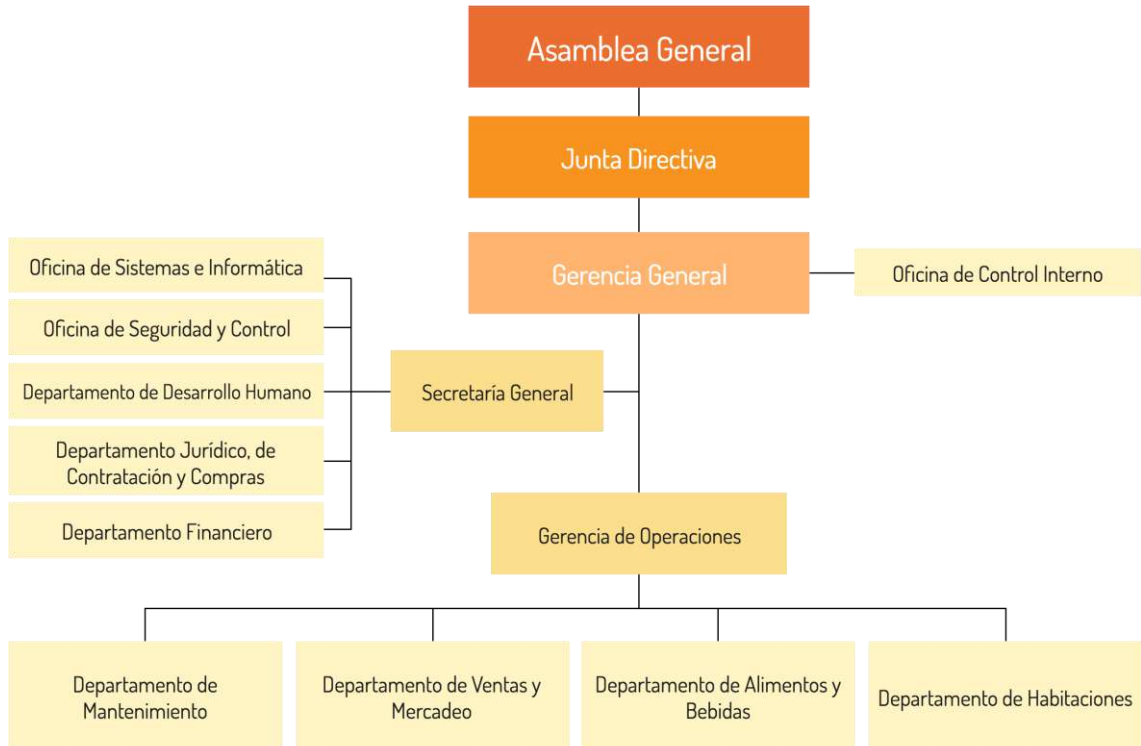 Asamblea General
Junta Directiva
Gerencia General
Oficina de Control Interno
Oficina de Sistemas e Informática
Oficina de Seguridad y Control
Departamento de Desarrollo Humano
Departamento Jurídico, de
Contratación y Compras
Departamento Financiero
Secretaría General
Gerencia de Operaciones
Departamento de
Mantenimiento
Departamento de Ventas y
Mercadeo
Departamento de Alimentos y
Bebidas
Departamento de Habitaciones